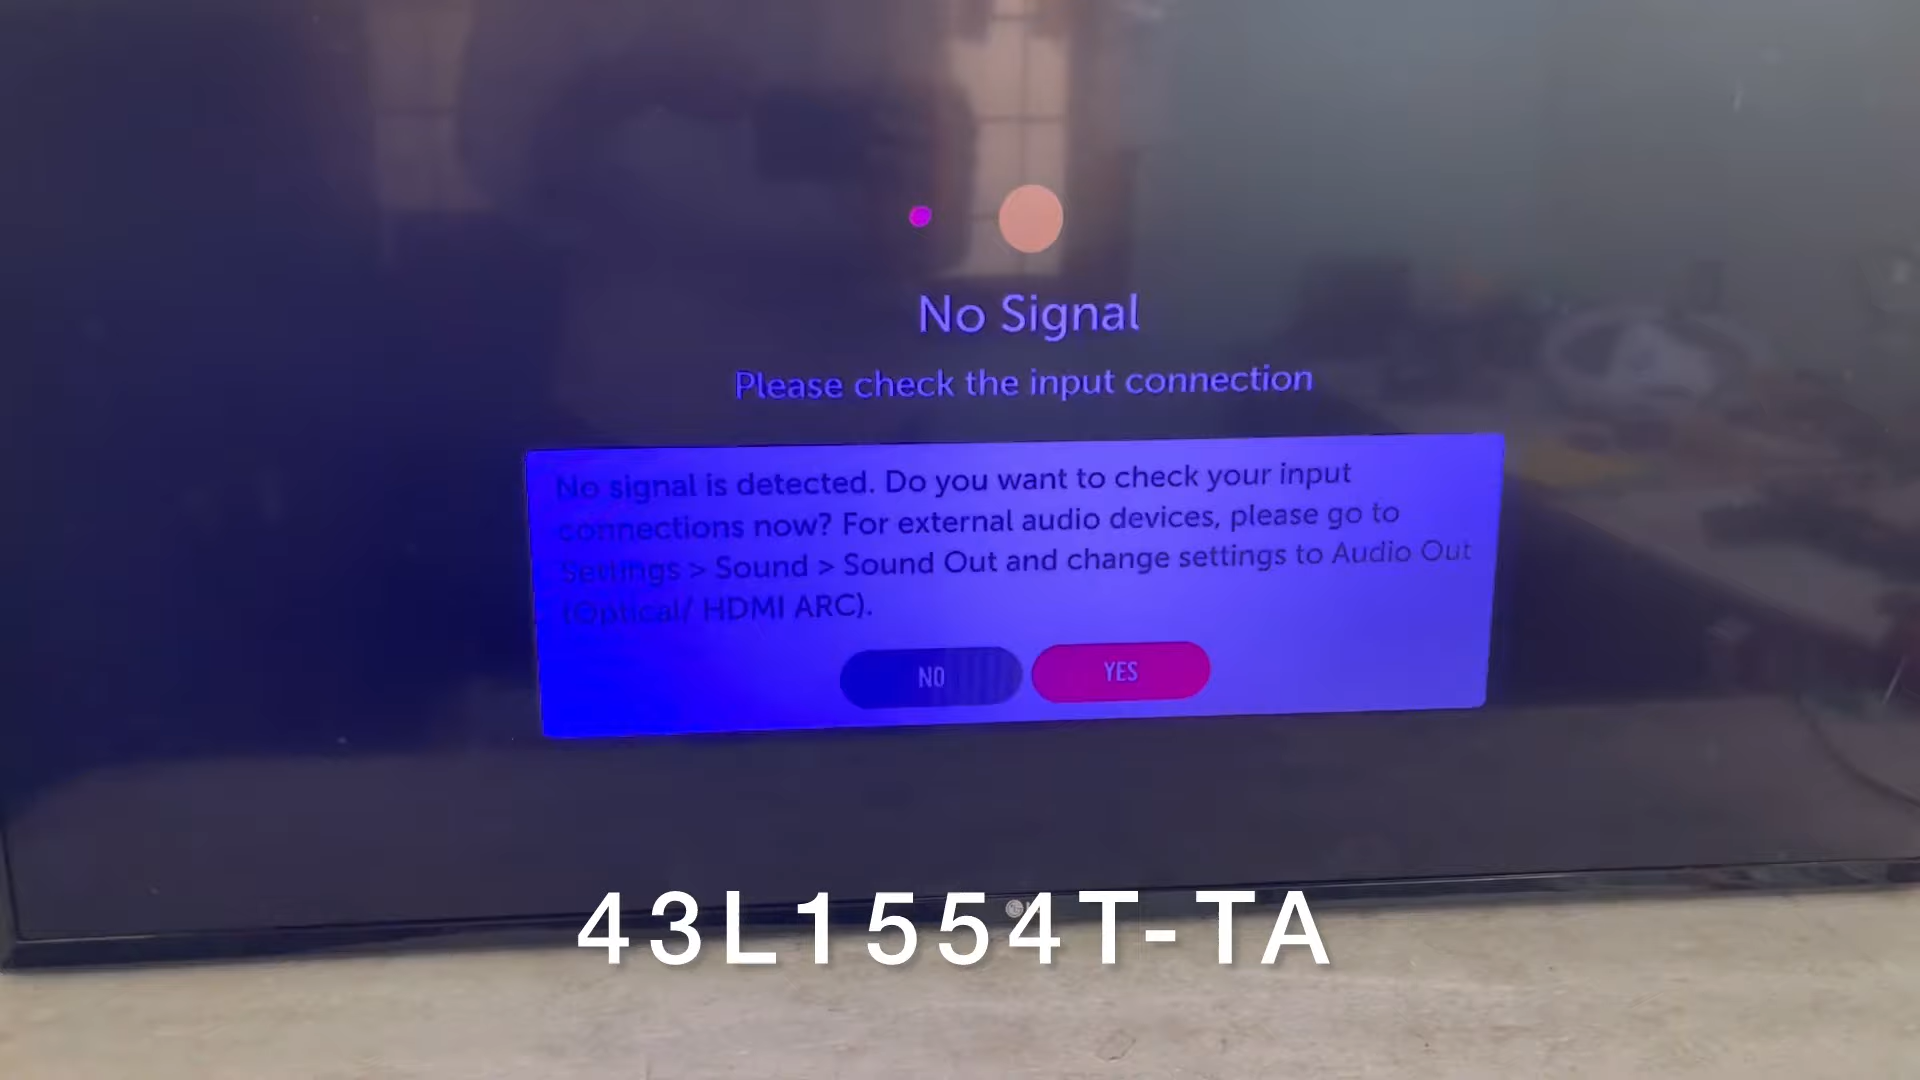 No Signal
Please check the input connection
No signal is detected. Do you want to check your input
connections now? For external audio devices, please go to
Settings > Sound > Sound Out and change settings to Audio Out
(Optical/ HDMI ARC).
NO
YES
43L1554T-TA